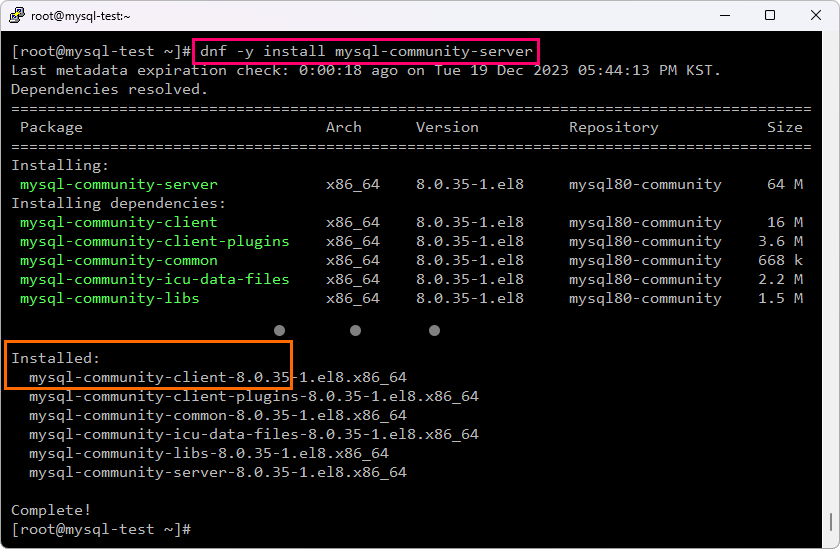 root@mysql-test:~
[root@mysql-test ~]# dnf -y install mysql-community-server
Last metadata expiration check: 0:00:18 ago on Tue 19 Dec 2023 05:44:13 PM KST.
Dependencies resolved.
================================================================================
Package Arch Version Repository Size
================================================================================
Installing:
mysql-community-server x86_64 8.0.35-1.el8 mysql80-community 64 M
Installing dependencies:
mysql-community-client x86_64 8.0.35-1.el8 mysql80-community 16 M
mysql-community-client-plugins x86_64 8.0.35-1.el8 mysql80-community 3.6 M
mysql-community-common x86_64 8.0.35-1.el8 mysql80-community 668 k
mysql-community-icu-data-files x86_64 8.0.35-1.el8 mysql80-community 2.2 M
mysql-community-libs x86_64 8.0.35-1.el8 mysql80-community 1.5 M
Installed:
mysql-community-client-8.0.35-1.el8.x86_64
mysql-community-client-plugins-8.0.35-1.el8.x86_64
mysql-community-common-8.0.35-1.el8.x86_64
mysql-community-icu-data-files-8.0.35-1.el8.x86_64
mysql-community-libs-8.0.35-1.el8.x86_64
mysql-community-server-8.0.35-1.el8.x86_64
Complete!
[root@mysql-test ~]#